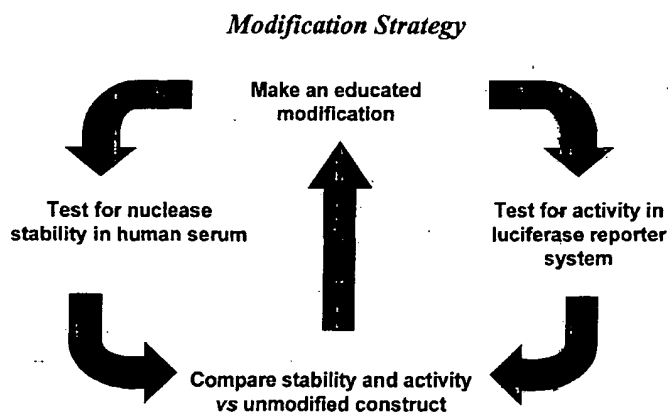 Modification Strategy
Make an educated
modification
Test for nuclease
stability in human serum
Test for activity in
luciferase reporter
system
Compare stability and activity
vs unmodified construct